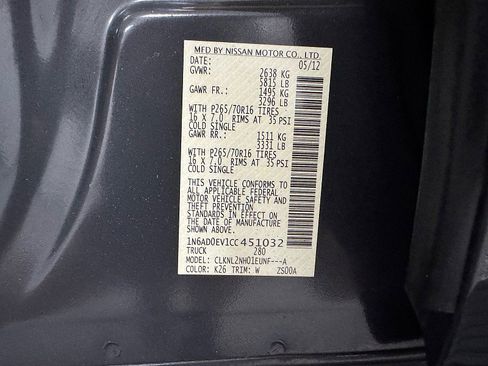 MFD BY NISSAN MOTOR CO., LTD.
DATE: 05/12
GVWR: 2638 KG
5815 LB
GAWR FR.: 1495 KG
3296 LB
WITH P265/70R16 TIRES
16 X 7.0 RIMS AT 35 PSI
COLD SINGLE
GAWR RR.: 1511 KG
3331 LB
WITH P265/70R16 TIRES
16 X 7.0 RIMS AT 35 PSI
COLD SINGLE
THIS VEHICLE CONFORMS TO
ALL APPLICABLE FEDERAL
MOTOR VEHICLE SAFETY AND
THEFT PREVENTION
STANDARDS IN EFFECT ON
THE DATE OF MANUFACTURE
SHOWN ABOVE.
1N6AD0EV1CC451032
TRUCK 280
MODEL: CLKNL2NH01EUNF---A
COLOR: K26 TRIM: W ZS00A